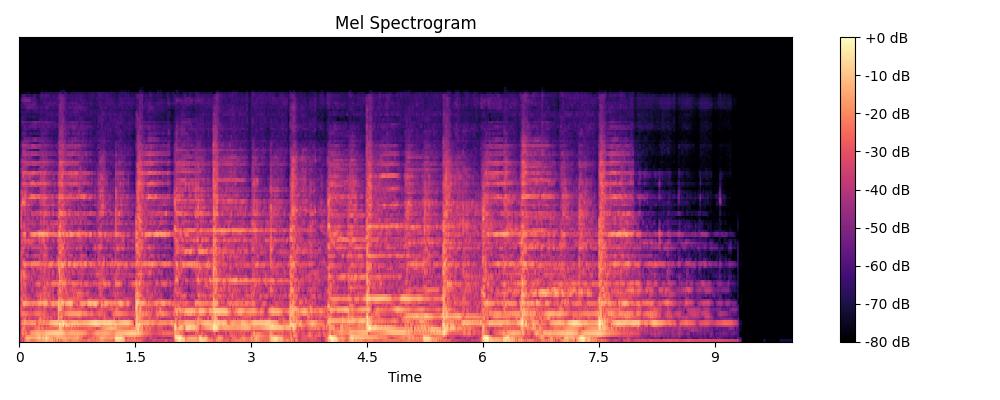 Mel Spectrogram
+0 dB
-10 dB
-20 dB
-30 dB
-40 dB
-50 dB
-60 dB
-70 dB
-80 dB
0 1.5 3 4.5 6 7.5 9
Time